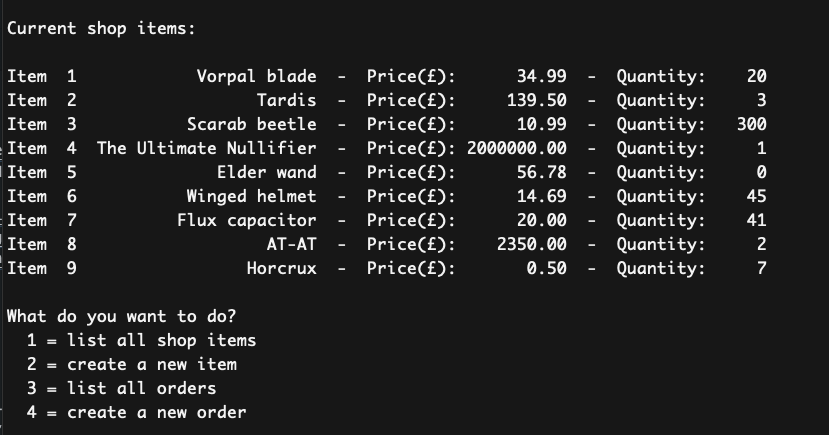 Current shop items:
Item  1            Vorpal blade  -  Price(£):      34.99  -  Quantity:    20
Item  2                  Tardis  -  Price(£):     139.50  -  Quantity:     3
Item  3           Scarab beetle  -  Price(£):      10.99  -  Quantity:   300
Item  4  The Ultimate Nullifier  -  Price(£): 2000000.00  -  Quantity:     1
Item  5              Elder wand  -  Price(£):      56.78  -  Quantity:     0
Item  6           Winged helmet  -  Price(£):      14.69  -  Quantity:    45
Item  7          Flux capacitor  -  Price(£):      20.00  -  Quantity:    41
Item  8                   AT-AT  -  Price(£):    2350.00  -  Quantity:     2
Item  9                 Horcrux  -  Price(£):       0.50  -  Quantity:     7
What do you want to do?
  1 = list all shop items
  2 = create a new item
  3 = list all orders
  4 = create a new order